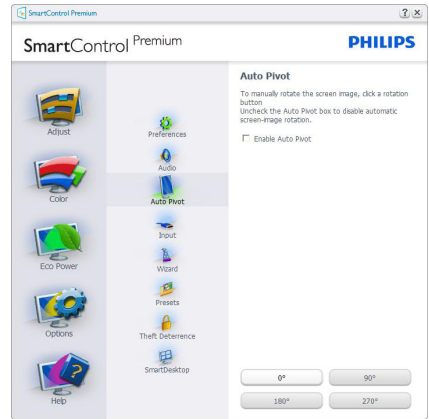 SmartControl Premium
SmartControl Premium
PHILIPS
Adjust
Color
Eco Power
Options
Help
Preferences
Audio
Auto Pivot
Input
Wizard
Presets
Theft Deterrence
SmartDesktop
Auto Pivot
To manually rotate the screen image, click a rotation
button
Uncheck the Auto Pivot box to disable automatic
screen-image rotation.
Enable Auto Pivot
0°
90°
180°
270°